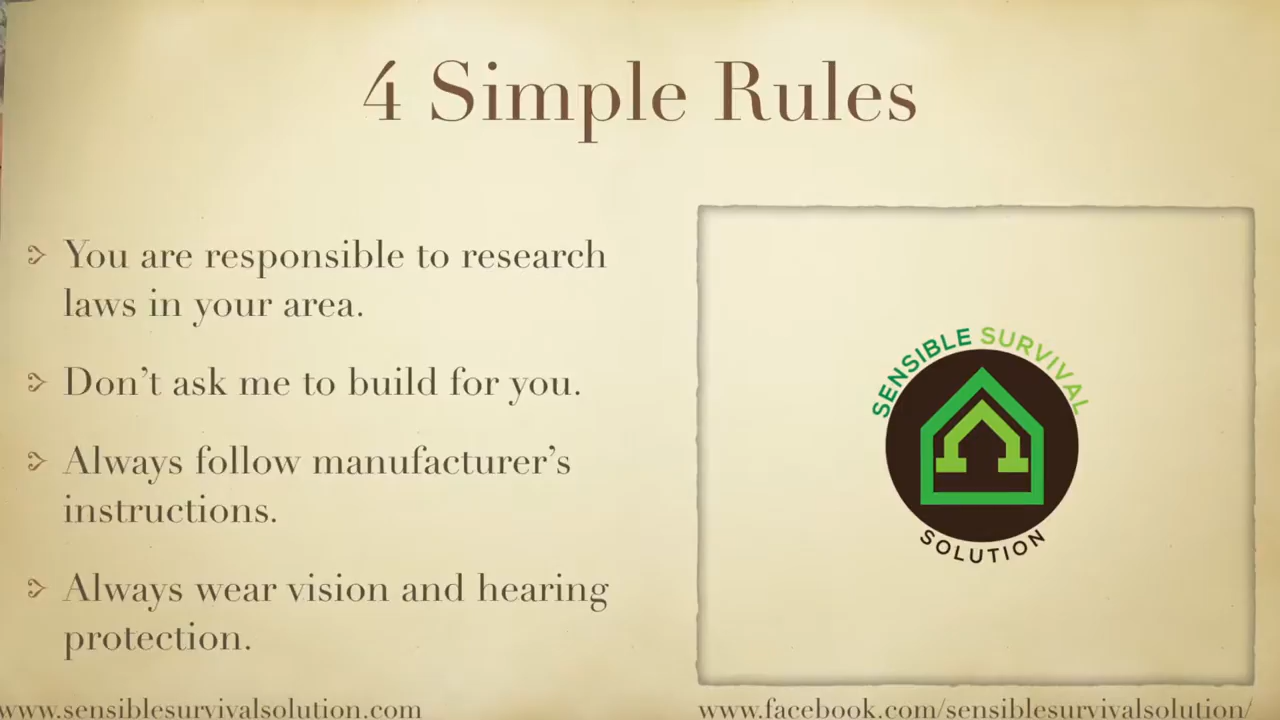 4 Simple Rules
You are responsible to research
laws in your area.
Don’t ask me to build for you.
Always follow manufacturer’s
instructions.
Always wear vision and hearing
protection.
SENSIBLE SURVIVAL
SOLUTION
www.sensiblesurvivalsolution.com
www.facebook.com/sensiblesurvivalsolution/